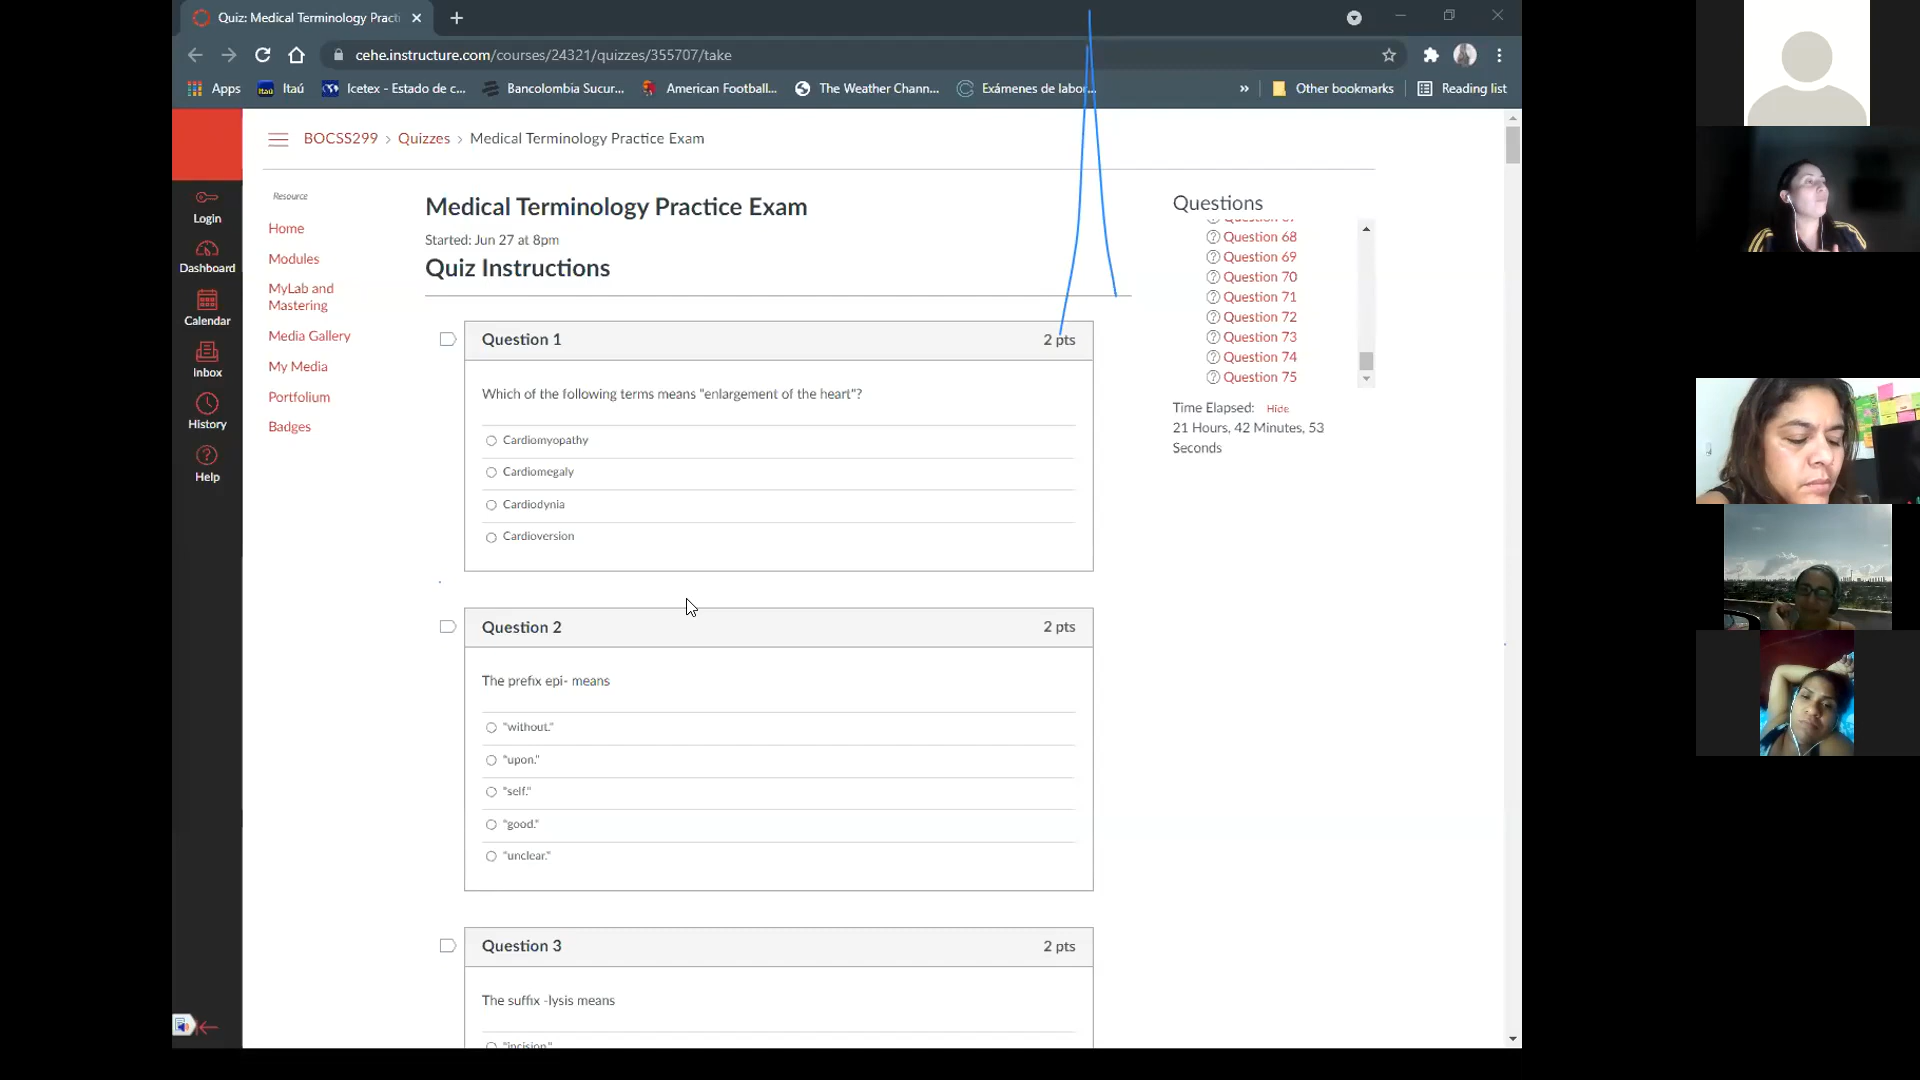 Quiz: Medical Terminology Practi
cehe.instructure.com/courses/24321/quizzes/355707/take
Apps
Itaú
Itaú
Icetex - Estado de c...
Bancolombia Sucur...
American Football...
The Weather Chann...
Exámenes de labor...
»
Other bookmarks
Reading list
BOCSS299 > Quizzes > Medical Terminology Practice Exam
Login
Dashboard
Calendar
Inbox
History
Help
Resource
Home
Modules
MyLab and
Mastering
Media Gallery
My Media
Portfolium
Badges
Medical Terminology Practice Exam
Started: Jun 27 at 8pm
Quiz Instructions
Question 1
2 pts
Which of the following terms means "enlargement of the heart"?
Cardiomyopathy
Cardiomegaly
Cardiodynia
Cardioversion
Question 2
2 pts
The prefix epi- means
"without."
"upon."
"self."
"good."
"unclear."
Question 3
2 pts
The suffix -lysis means
"incision."
Questions
Question 68
Question 69
Question 70
Question 71
Question 72
Question 73
Question 74
Question 75
Time Elapsed: Hide
21 Hours, 42 Minutes, 53
Seconds